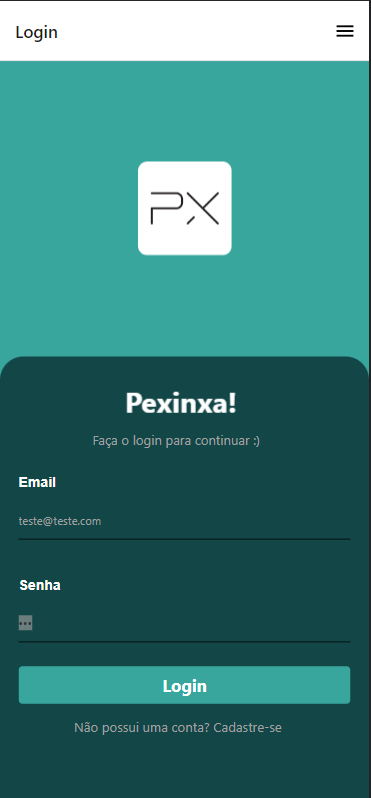 Login
PX
Pexinxa!
Faça o login para continuar :)
Email
teste@teste.com
Senha
•••
Login
Não possui uma conta? Cadastre-se